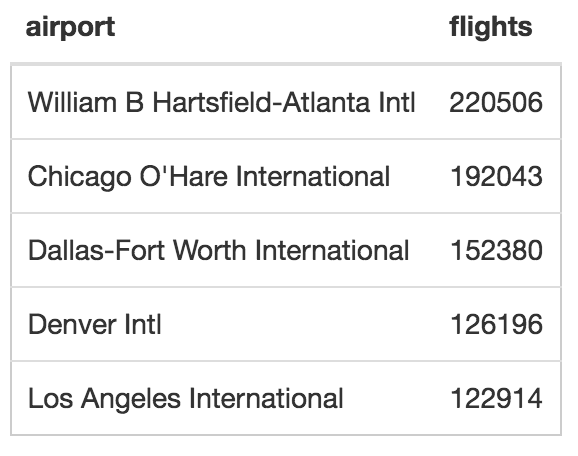 airport flights
William B Hartsfield-Atlanta Intl 220506
Chicago O'Hare International 192043
Dallas-Fort Worth International 152380
Denver Intl 126196
Los Angeles International 122914